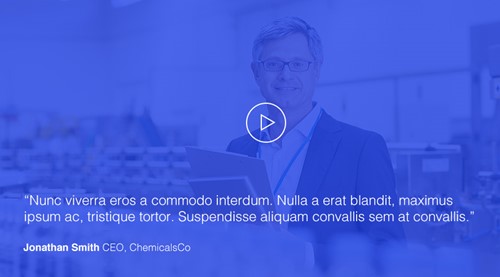 “Nunc viverra eros a commodo interdum. Nulla a erat blandit, maximus
ipsum ac, tristique tortor. Suspendisse aliquam convallis sem at convallis.”
Jonathan Smith CEO, ChemicalsCo